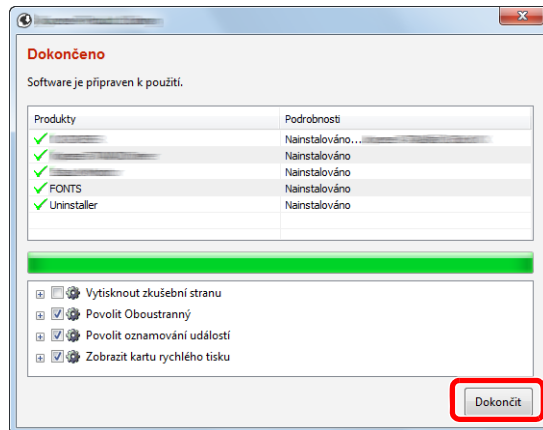 Dokončeno
Software je připraven k použití.
Produkty Podrobnosti
Nainstalováno...
Nainstalováno
Nainstalováno
FONTS Nainstalováno
Uninstaller Nainstalováno
Vytisknout zkušební stranu
Povolit Oboustranný
Povolit oznamování událostí
Zobrazit kartu rychlého tisku
Dokončit